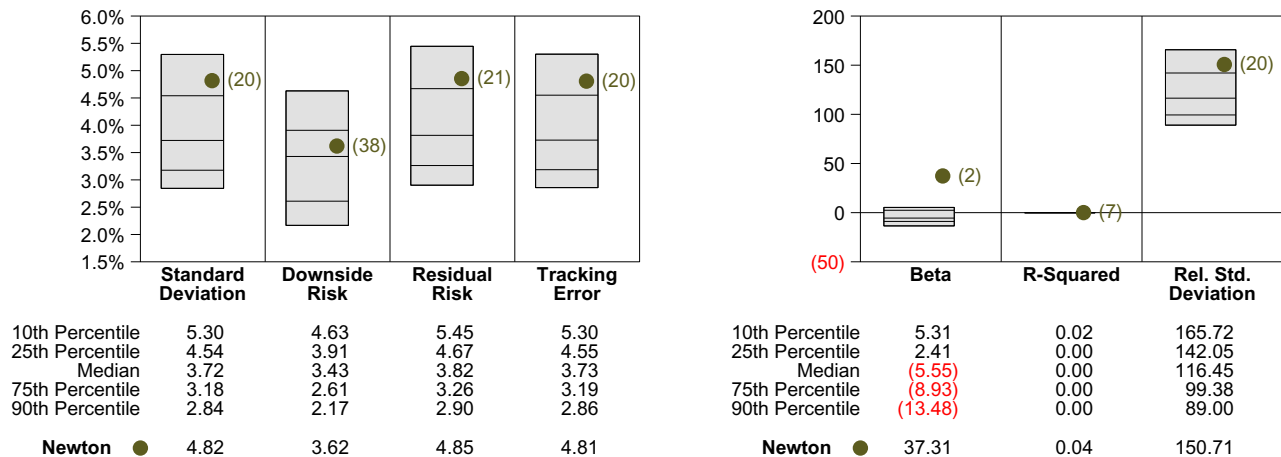 6.0%
5.5%
5.0%
4.5%
4.0%
3.5%
3.0%
2.5%
2.0%
1.5%
(20)
(38)
(21)
(20)
Standard Deviation
Downside Risk
Residual Risk
Tracking Error
10th Percentile 5.30 4.63 5.45 5.30
25th Percentile 4.54 3.91 4.67 4.55
Median 3.72 3.43 3.82 3.73
75th Percentile 3.18 2.61 3.26 3.19
90th Percentile 2.84 2.17 2.90 2.86
Newton 4.82 3.62 4.85 4.81
200
150
100
50
0
(50)
(2)
(7)
(20)
Beta
R-Squared
Rel. Std. Deviation
10th Percentile 5.31 0.02 165.72
25th Percentile 2.41 0.00 142.05
Median (5.55) 0.00 116.45
75th Percentile (8.93) 0.00 99.38
90th Percentile (13.48) 0.00 89.00
Newton 37.31 0.04 150.71